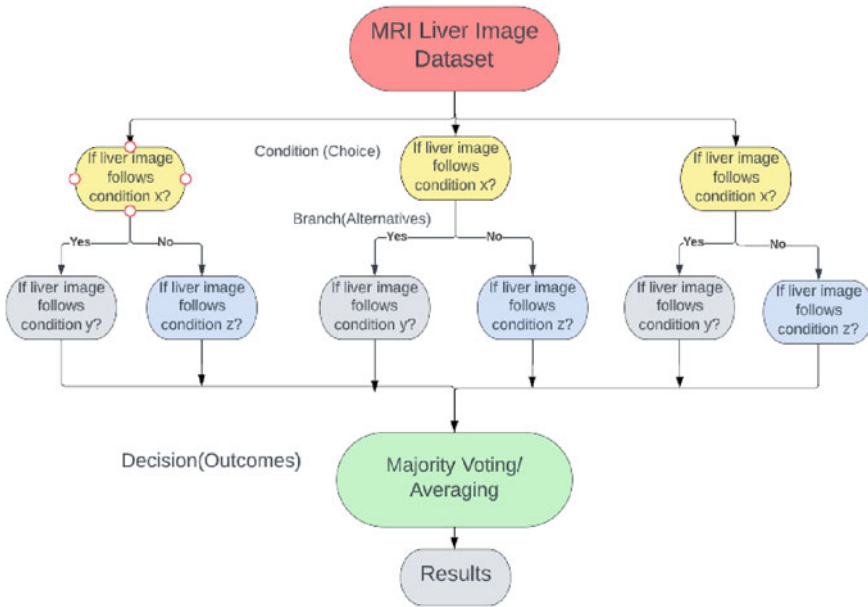 MRI Liver Image
Dataset
If liver image
follows
condition x?
Condition (Choice)
If liver image
follows
condition x?
If liver image
follows
condition x?
Branch(Alternatives)
Yes
No
Yes
No
Yes
No
If liver image
follows
condition y?
If liver image
follows
condition z?
If liver image
follows
condition y?
If liver image
follows
condition z?
If liver image
follows
condition y?
If liver image
follows
condition z?
Decision(Outcomes)
Majority Voting/
Averaging
Results